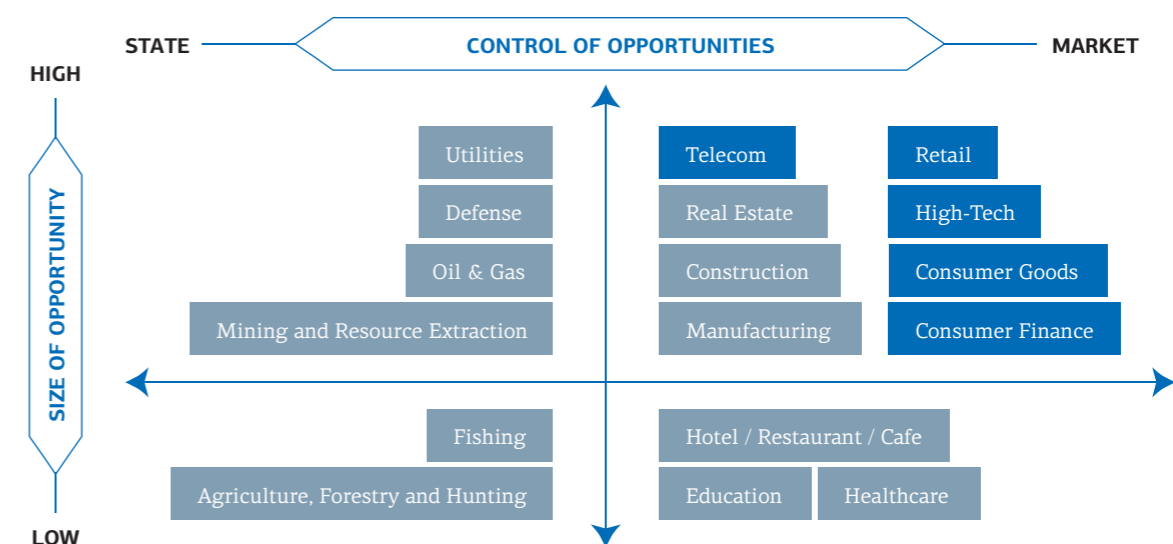 STATE
CONTROL OF OPPORTUNITIES
MARKET
HIGH
SIZE OF OPPORTUNITY
LOW
Utilities
Defense
Oil & Gas
Mining and Resource Extraction
Telecom
Real Estate
Construction
Manufacturing
Retail
High-Tech
Consumer Goods
Consumer Finance
Fishing
Agriculture, Forestry and Hunting
Hotel / Restaurant / Cafe
Education
Healthcare